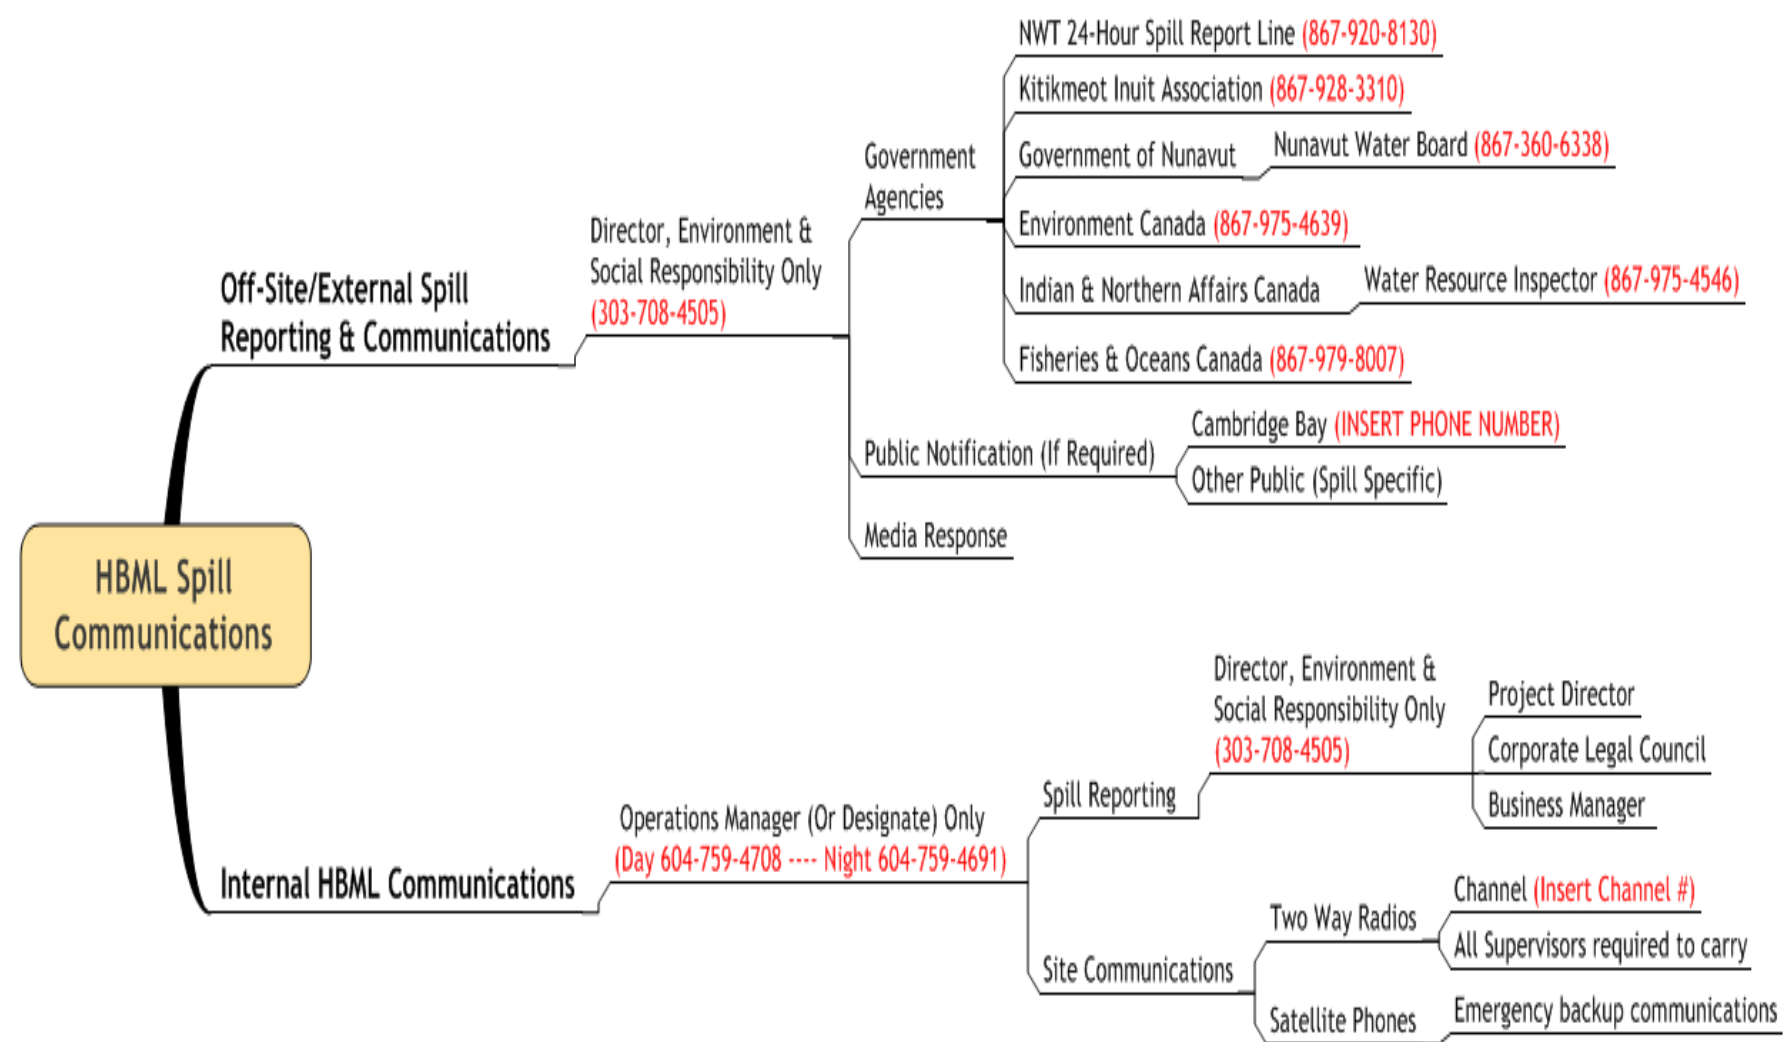 HBML Spill
Communications
Off-Site/External Spill
Reporting & Communications
Director, Environment &
Social Responsibility Only
(303-708-4505)
Government
Agencies
NWT 24-Hour Spill Report Line (867-920-8130)
Kitikmeot Inuit Association (867-928-3310)
Government of Nunavut
Nunavut Water Board (867-360-6338)
Environment Canada (867-975-4639)
Indian & Northern Affairs Canada
Water Resource Inspector (867-975-4546)
Fisheries & Oceans Canada (867-979-8007)
Public Notification (If Required)
Cambridge Bay (INSERT PHONE NUMBER)
Other Public (Spill Specific)
Media Response
Internal HBML Communications
Operations Manager (Or Designate) Only
(Day 604-759-4708 ---- Night 604-759-4691)
Spill Reporting
Director, Environment &
Social Responsibility Only
(303-708-4505)
Project Director
Corporate Legal Council
Business Manager
Site Communications
Two Way Radios
Channel (Insert Channel #)
All Supervisors required to carry
Satellite Phones
Emergency backup communications